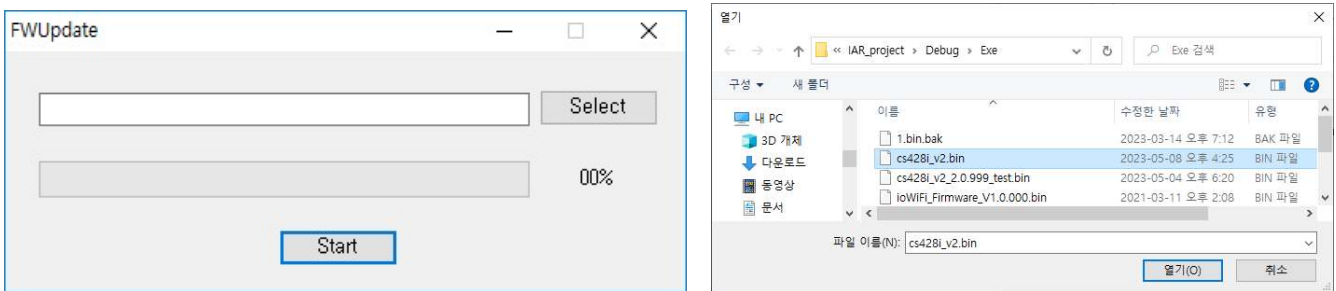 FWUpdate
Select
00%
Start
열기
« IAR_project › Debug › Exe
Exe 검색
구성
새 폴더
이름
수정한 날짜
유형
내 PC
3D 개체
다운로드
동영상
문서
1.bin.bak 2023-03-14 오후 7:12 BAK 파일
cs428i_v2.bin 2023-05-08 오후 4:25 BIN 파일
cs428i_v2_2.0.999_test.bin 2023-05-04 오후 6:20 BIN 파일
ioWiFi_Firmware_V1.0.000.bin 2021-03-11 오후 2:08 BIN 파일
파일 이름(N): cs428i_v2.bin
열기(O) 취소